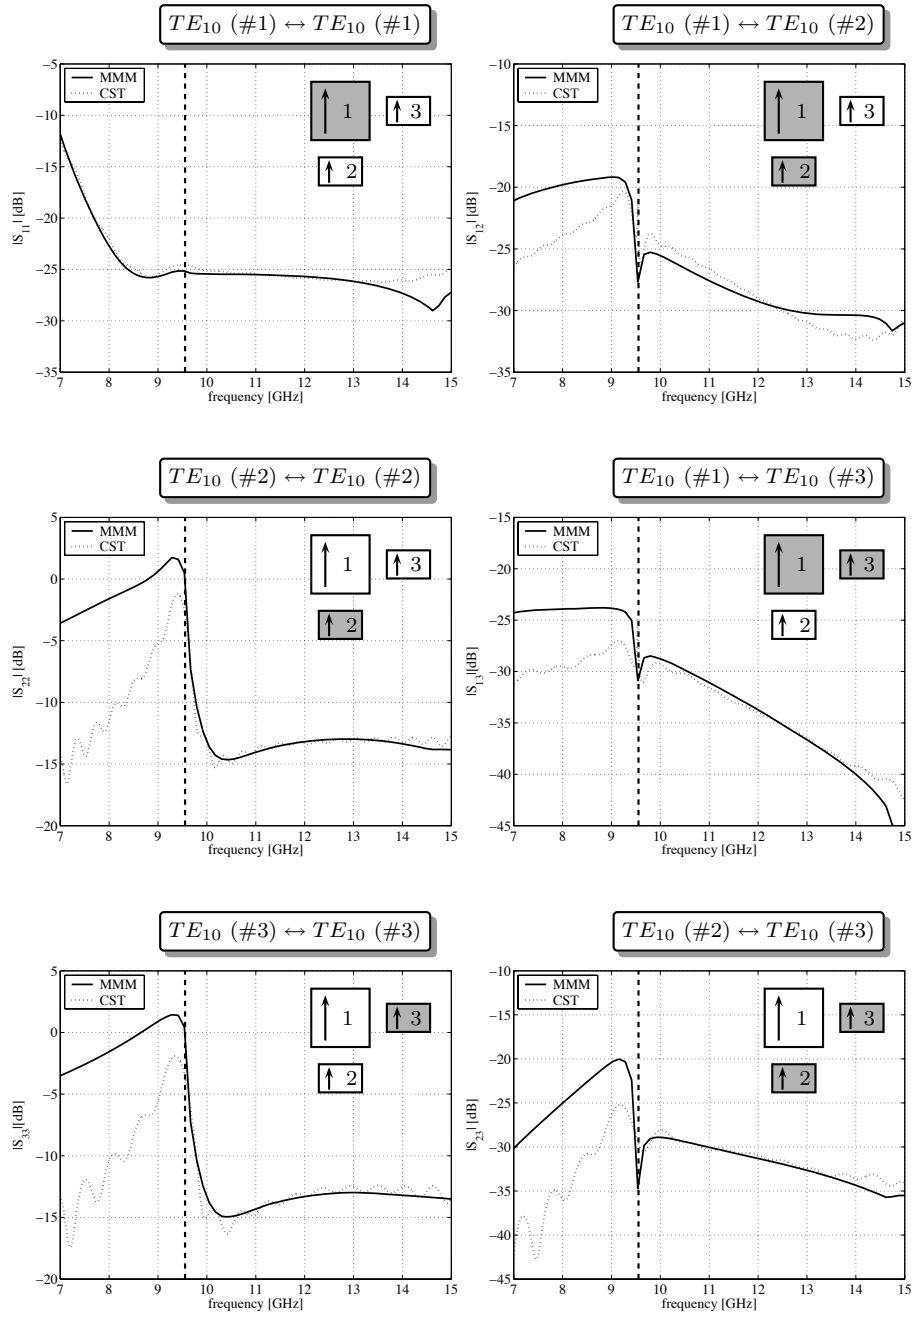 TE10 (#1) ↔ TE10 (#1)
−5
−10
−15
−20
−25
−30
−35
|S11| [dB]
MMM
CST
1
3
2
7 8 9 10 11 12 13 14 15
frequency [GHz]
TE10 (#1) ↔ TE10 (#2)
−10
−15
−20
−25
−30
−35
|S12| [dB]
MMM
CST
1
3
2
7 8 9 10 11 12 13 14 15
frequency [GHz]
TE10 (#2) ↔ TE10 (#2)
5
0
−5
−10
−15
−20
|S22| [dB]
MMM
CST
1
3
2
7 8 9 10 11 12 13 14 15
frequency [GHz]
TE10 (#1) ↔ TE10 (#3)
−15
−20
−25
−30
−35
−40
−45
|S13|[dB]
MMM
CST
1
3
2
7 8 9 10 11 12 13 14 15
frequency [GHz]
TE10 (#3) ↔ TE10 (#3)
5
0
−5
−10
−15
−20
|S33|[dB]
MMM
CST
1
3
2
7 8 9 10 11 12 13 14 15
frequency [GHz]
TE10 (#2) ↔ TE10 (#3)
−10
−15
−20
−25
−30
−35
−40
−45
|S23| [dB]
MMM
CST
1
3
2
7 8 9 10 11 12 13 14 15
frequency [GHz]